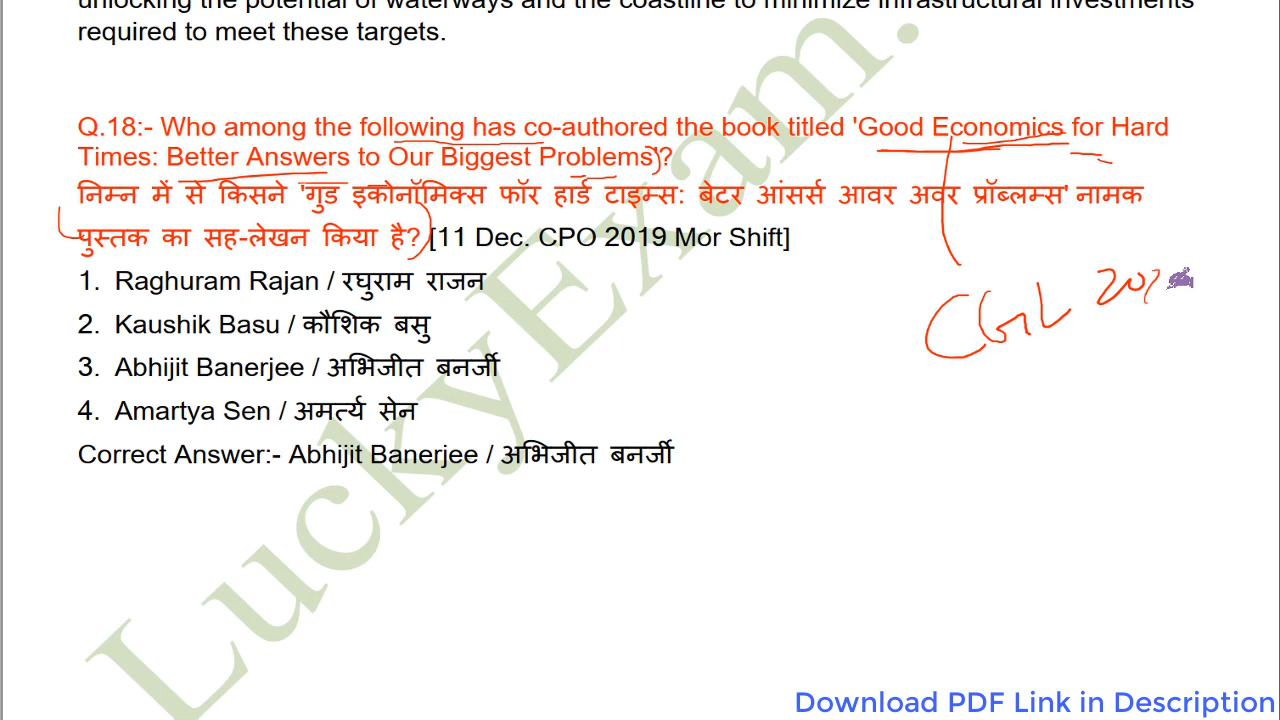 unlocking the potential of waterways and the coastline to minimize infrastructural investments
required to meet these targets.
Q.18:- Who among the following has co-authored the book titled 'Good Economics for Hard
Times: Better Answers to Our Biggest Problems'?
निम्न में से किसने 'गुड इकोनॉमिक्स फॉर हार्ड टाइम्स: बेटर आंसर्स आवर अवर प्रॉब्लम्स' नामक
पुस्तक का सह-लेखन किया है? [11 Dec. CPO 2019 Mor Shift]
1. Raghuram Rajan / रघुराम राजन
2. Kaushik Basu / कौशिक बसु
CGL
3. Abhijit Banerjee / अभिजीत बनर्जी
4. Amartya Sen / अमर्त्य सेन
Correct Answer:- Abhijit Banerjee / अभिजीत बनर्जी
LuckyExam.
Download PDF Link in Description